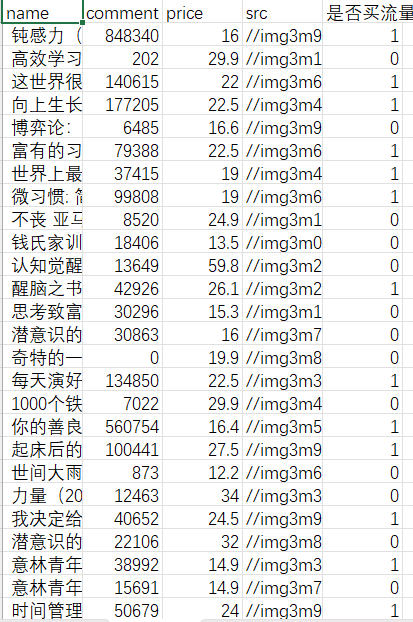 name comment price src 是否买流量
钝感力（ 848340 16 //img3m9 1
高效学习 202 29.9 //img3m1 0
这世界很 140615 22 //img3m6 1
向上生长 177205 22.5 //img3m4 1
博弈论： 6485 16.6 //img3m9 0
富有的习 79388 22.5 //img3m6 1
世界上最 37415 19 //img3m4 1
微习惯: 简 99808 19 //img3m6 1
不丧 亚马 8520 24.9 //img3m1 0
钱氏家训 18406 13.5 //img3m0 0
认知觉醒 13649 59.8 //img3m2 0
醒脑之书 42926 26.1 //img3m2 1
思考致富 30296 15.3 //img3m1 0
潜意识的 30863 16 //img3m7 0
奇特的一 0 19.9 //img3m8 0
每天演好 134850 22.5 //img3m3 1
1000个铁 7022 29.9 //img3m4 0
你的善良 560754 16.4 //img3m5 1
起床后的 100441 27.5 //img3m9 1
世间大雨 873 12.2 //img3m6 0
力量（20 12463 34 //img3m3 0
我决定给 40652 24.5 //img3m9 1
潜意识的 22106 32 //img3m8 0
意林青年 38992 14.9 //img3m3 1
意林青年 15691 14.9 //img3m7 0
时间管理 50679 24 //img3m9 1